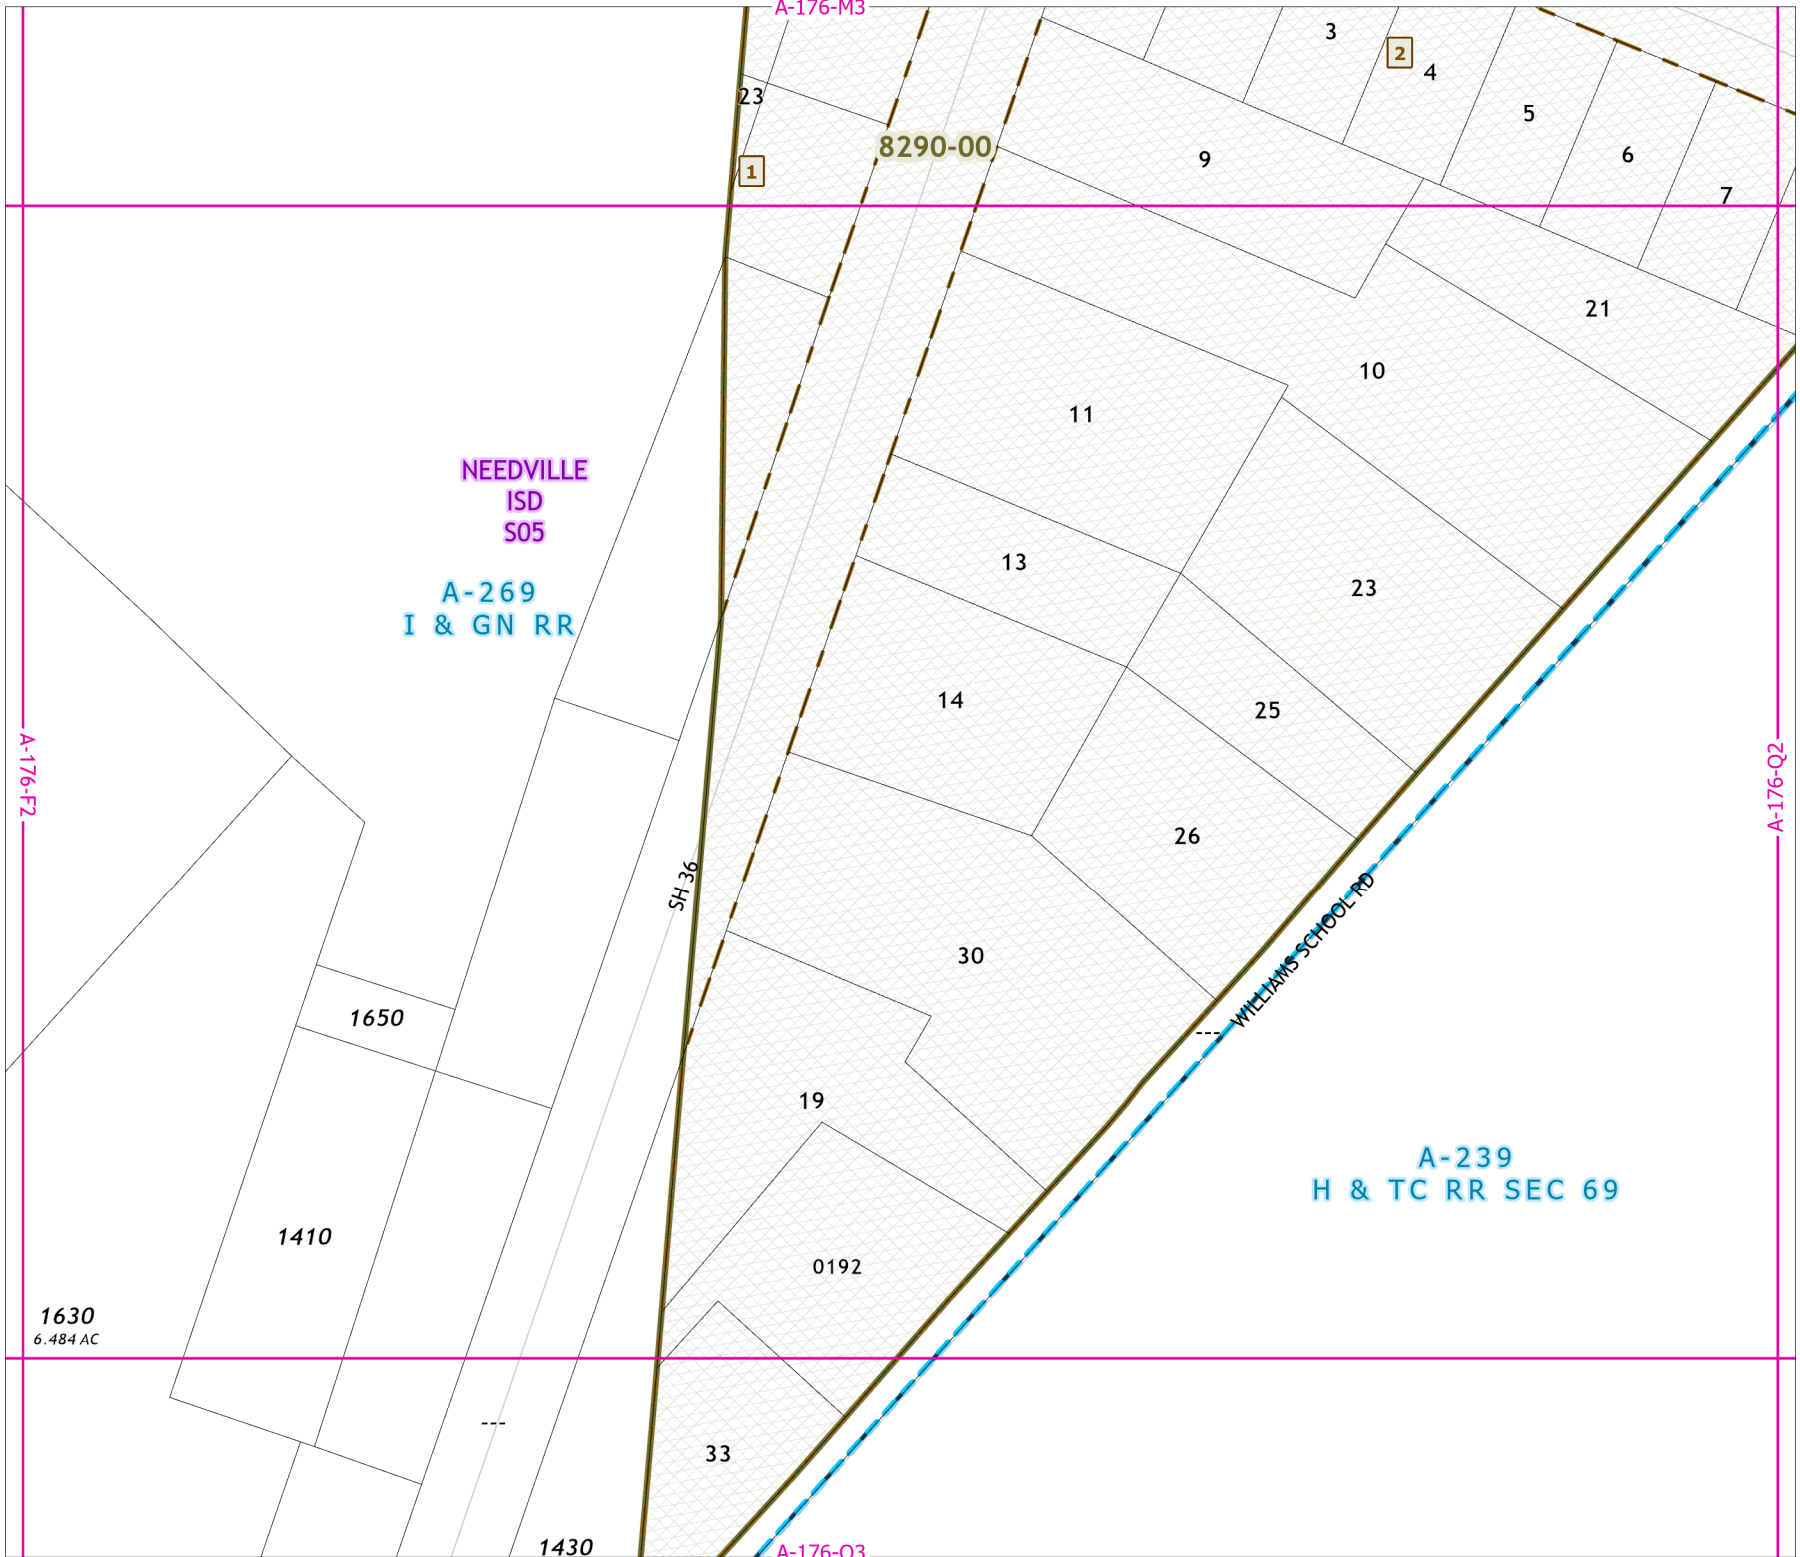 A-176-M3
3
2
4
23
5
8290-00
6
9
1
7
21
10
11
NEEDVILLE
ISD
S05
13
23
A-269
I & GN RR
14
25
A-176-F2
A-176-Q2
26
SH 36
WILLIAMS SCHOOL RD
30
1650
---
19
A-239
H & TC RR SEC 69
1410
0192
1630
6.484 AC
---
33
1430
A-176-O3